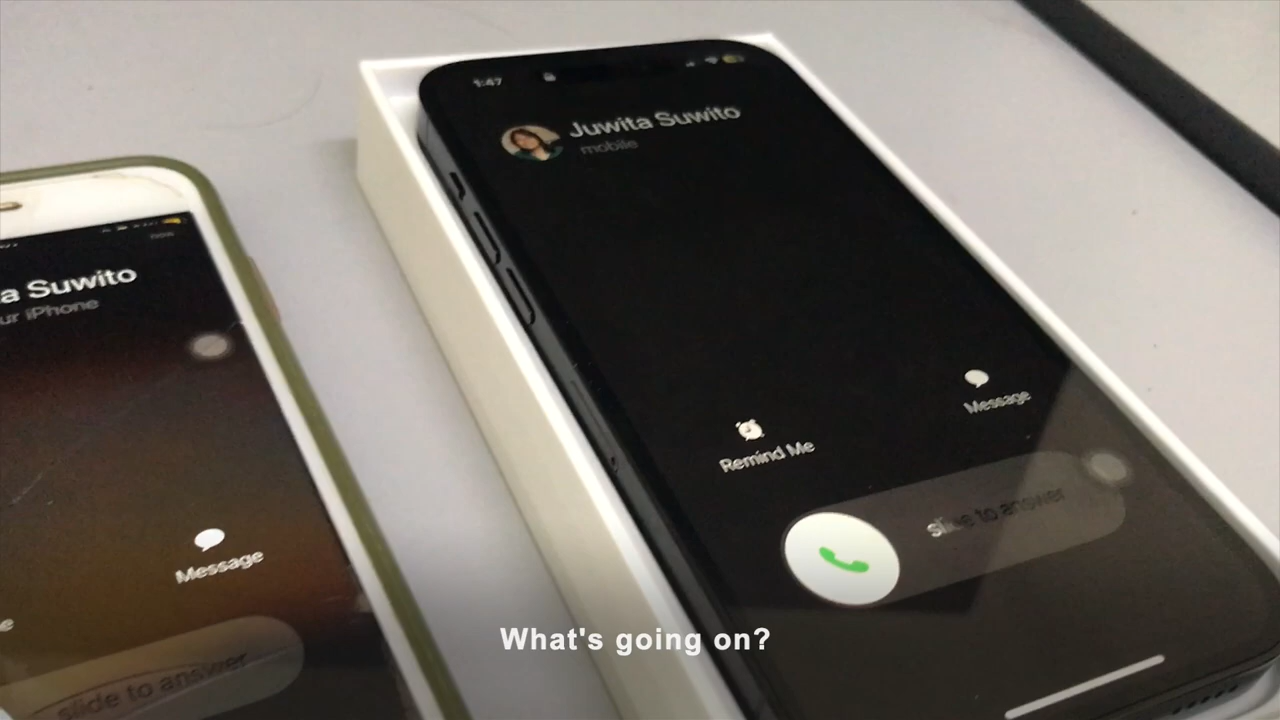 1:47
Juwita Suwito
mobile
a Suwito
ur iPhone
now
Message
Remind Me
slide to answer
Message
slide to answer
What's going on?